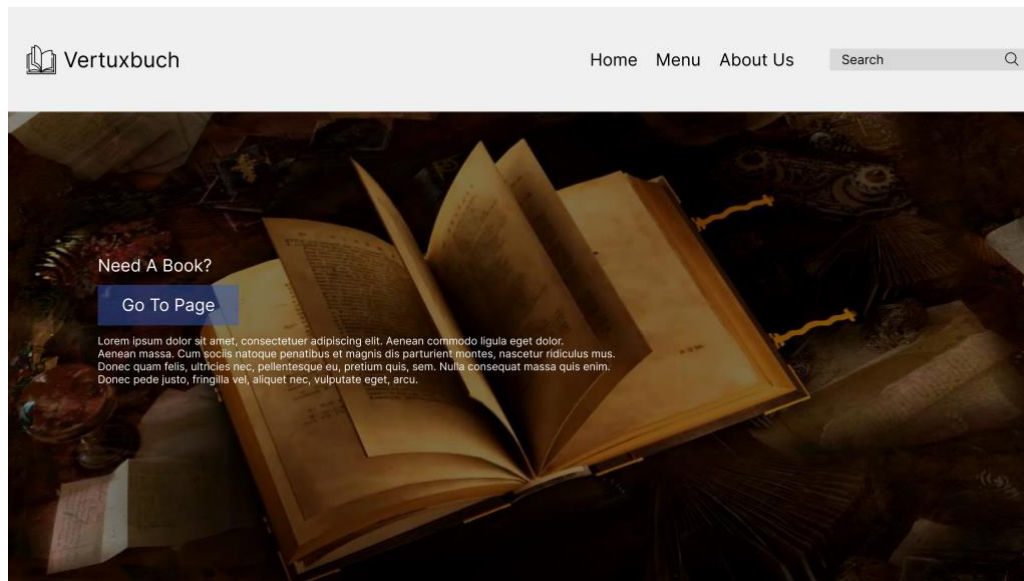 Vertuxbuch
Home Menu About Us Search
Need A Book?
Go To Page
Lorem ipsum dolor sit amet, consectetuer adipiscing elit. Aenean commodo ligula eget dolor.
Aenean massa. Cum sociis natoque penatibus et magnis dis parturient montes, nascetur ridiculus mus.
Donec quam felis, ultricies nec, pellentesque eu, pretium quis, sem. Nulla consequat massa quis enim.
Donec pede justo, fringilla vel, aliquet nec, vulputate eget, arcu.